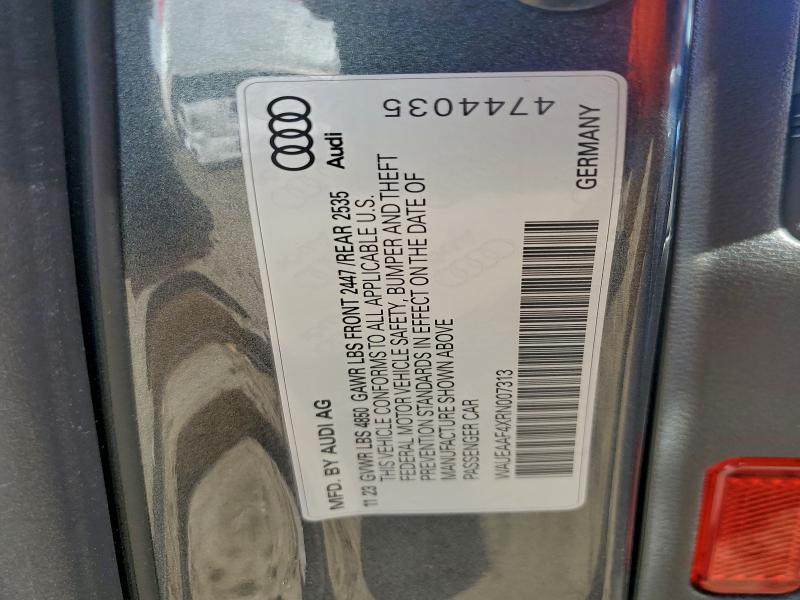 MFD. BY AUDI AG
11 23 GVWR LBS 4850 GAWR LBS FRONT 2447 /REAR 2535
THIS VEHICLE CONFORMS TO ALL APPLICABLE U.S.
FEDERAL MOTOR VEHICLE SAFETY, BUMPER AND THEFT
PREVENTION STANDARDS IN EFFECT ON THE DATE OF
MANUFACTURE SHOWN ABOVE
PASSENGER CAR
WAUEAAF4XRN007313
Audi
GERMANY
4744035